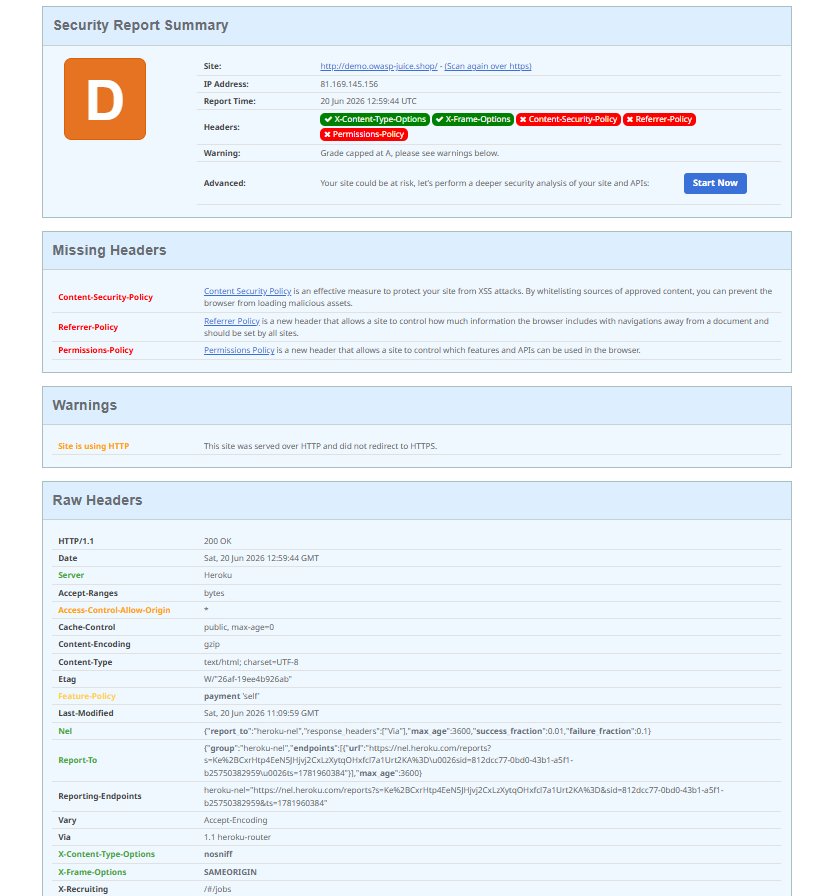 Security Report Summary
D
Site: http://demo.owasp-juice.shop/ - (Scan again over https)
IP Address: 81.169.145.156
Report Time: 20 Jun 2026 12:59:44 UTC
Headers: ✔ X-Content-Type-Options ✔ X-Frame-Options ✖ Content-Security-Policy ✖ Referrer-Policy
✖ Permissions-Policy
Warning: Grade capped at A, please see warnings below.
Advanced: Your site could be at risk, let's perform a deeper security analysis of your site and APIs: Start Now
Missing Headers
Content-Security-Policy Content Security Policy is an effective measure to protect your site from XSS attacks. By whitelisting sources of approved content, you can prevent the
browser from loading malicious assets.
Referrer-Policy Referrer Policy is a new header that allows a site to control how much information the browser includes with navigations away from a document and
should be set by all sites.
Permissions-Policy Permissions Policy is a new header that allows a site to control which features and APIs can be used in the browser.
Warnings
Site is using HTTP This site was served over HTTP and did not redirect to HTTPS.
Raw Headers
HTTP/1.1 200 OK
Date Sat, 20 Jun 2026 12:59:44 GMT
Server Heroku
Accept-Ranges bytes
Access-Control-Allow-Origin *
Cache-Control public, max-age=0
Content-Encoding gzip
Content-Type text/html; charset=UTF-8
Etag W/"26af-19ee4b926ab"
Feature-Policy payment 'self'
Last-Modified Sat, 20 Jun 2026 11:09:59 GMT
Nel {"report_to":"heroku-nel","response_headers":["Via"],"max_age":3600,"success_fraction":0.01,"failure_fraction":0.1}
Report-To {"group":"heroku-nel","endpoints":[{"url":"https://nel.heroku.com/reports?
s=Ke%2BCxrHtp4EeN5JHjvj2CxLzXytqOHxfcl7a1Urt2KA%3D\u0026sid=812dcc77-0bd0-43b1-a5f1-
b25750382959\u0026ts=1781960384"}],"max_age":3600}
Reporting-Endpoints heroku-nel="https://nel.heroku.com/reports?s=Ke%2BCxrHtp4EeN5JHjvj2CxLzXytqOHxfcl7a1Urt2KA%3D&sid=812dcc77-0bd0-43b1-a5f1-
b25750382959&ts=1781960384"
Vary Accept-Encoding
Via 1.1 heroku-router
X-Content-Type-Options nosniff
X-Frame-Options SAMEORIGIN
X-Recruiting /#/jobs